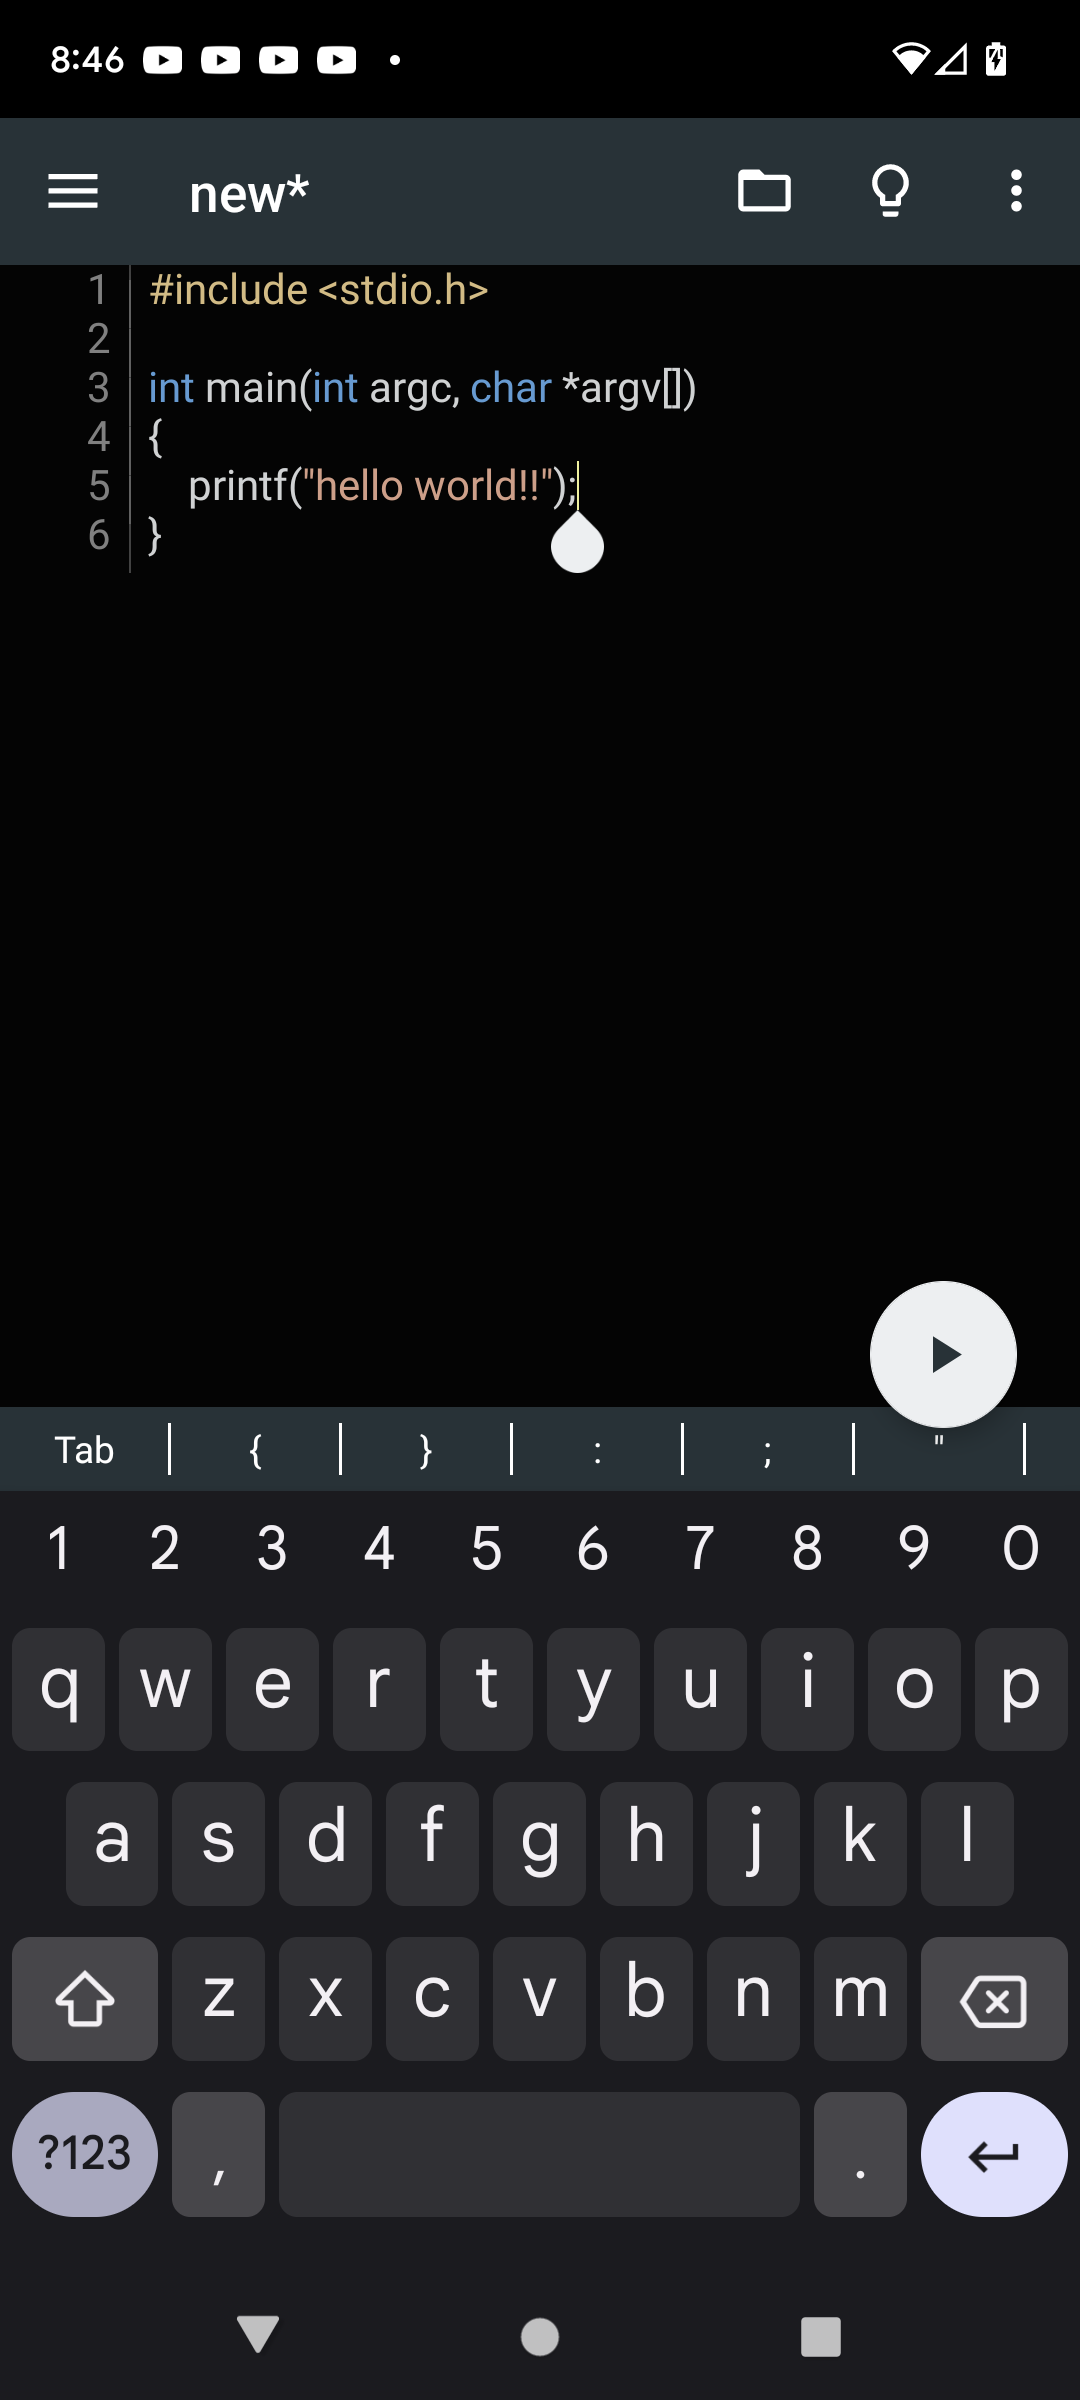 8:46
new*
1 #include <stdio.h>
2
3 int main(int argc, char *argv[])
4 {
5     printf("hello world!!");
6 }
Tab { } : ; "
1 2 3 4 5 6 7 8 9 0
q w e r t y u i o p
a s d f g h j k l
z x c v b n m
?123 , .